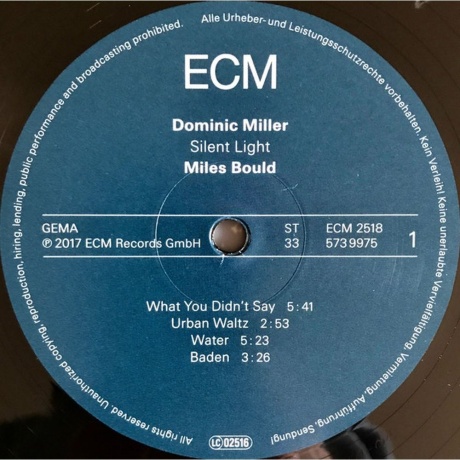 ECM
Dominic Miller
Silent Light
Miles Bould
GEMA ST ECM 2518
℗ 2017 ECM Records GmbH 33 573 9975 1
What You Didn't Say 5:41
Urban Waltz 2:53
Water 5:23
Baden 3:26
LC 02516
Alle Urheber- und Leistungsschutzrechte vorbehalten. Kein Verleih! Keine unerlaubte Vervielfältigung, Vermietung, Aufführung, Sendung!
All rights reserved. Unauthorized copying, reproduction, hiring, lending, public performance and broadcasting prohibited.